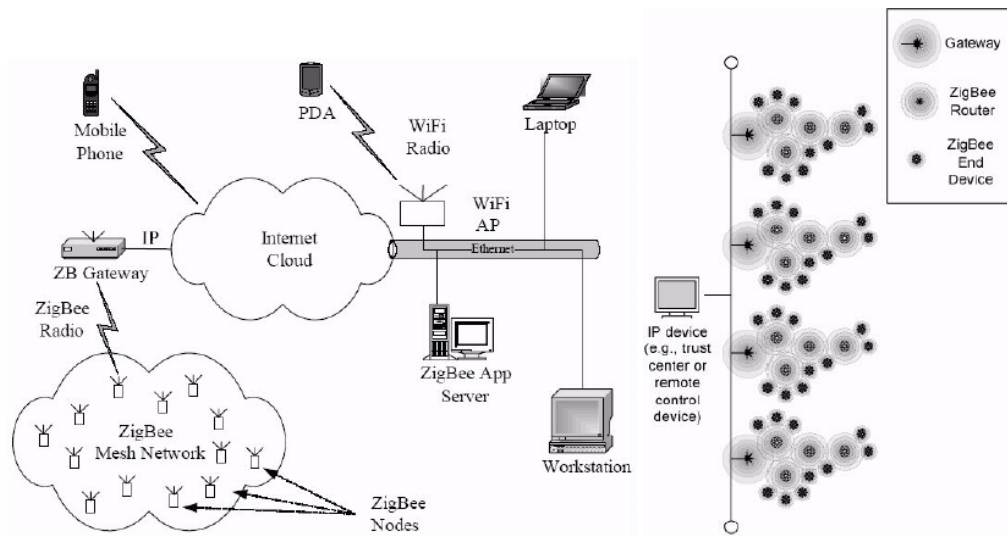 Mobile
Phone
PDA
WiFi
Radio
Laptop
WiFi
AP
IP
Internet
Cloud
Ethernet
ZB Gateway
ZigBee
Radio
ZigBee App
Server
ZigBee
Mesh Network
Workstation
ZigBee
Nodes
Gateway
ZigBee
Router
ZigBee
End
Device
IP device
(e.g., trust
center or
remote
control
device)